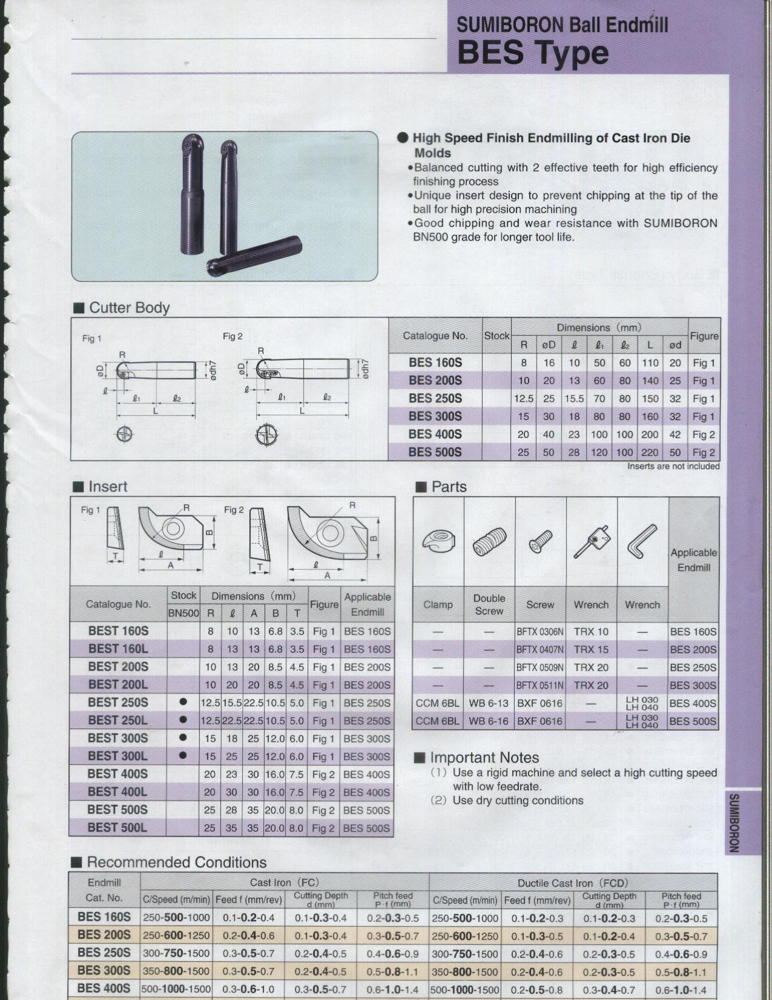 SUMIBORON Ball Endmill
BES Type
● High Speed Finish Endmilling of Cast Iron Die
Molds
●Balanced cutting with 2 effective teeth for high efficiency
finishing process
●Unique insert design to prevent chipping at the tip of the
ball for high precision machining
●Good chipping and wear resistance with SUMIBORON
BN500 grade for longer tool life.
■ Cutter Body
Fig 1 Fig 2
R R
øD ødh7 øD ødh7
ℓ ℓ1 ℓ2 ℓ ℓ1 ℓ2
L L
Catalogue No. Stock Dimensions (mm) Figure
R øD ℓ ℓ1 ℓ2 L ød
BES 160S 8 16 10 50 60 110 20 Fig 1
BES 200S 10 20 13 60 80 140 25 Fig 1
BES 250S 12.5 25 15.5 70 80 150 32 Fig 1
BES 300S 15 30 18 80 80 160 32 Fig 1
BES 400S 20 40 23 100 100 200 42 Fig 2
BES 500S 25 50 28 120 100 220 50 Fig 2
Inserts are not included
■ Insert
Fig 1 R Fig 2 R
B B
T ℓ T ℓ
A A
Catalogue No. Stock Dimensions (mm) Figure Applicable Endmill
BN500 R ℓ A B T
BEST 160S 8 10 13 6.8 3.5 Fig 1 BES 160S
BEST 160L 8 13 13 6.8 3.5 Fig 1 BES 160S
BEST 200S 10 13 20 8.5 4.5 Fig 1 BES 200S
BEST 200L 10 20 20 8.5 4.5 Fig 1 BES 200S
BEST 250S ● 12.5 15.5 22.5 10.5 5.0 Fig 1 BES 250S
BEST 250L ● 12.5 22.5 22.5 10.5 5.0 Fig 1 BES 250S
BEST 300S ● 15 18 25 12.0 6.0 Fig 1 BES 300S
BEST 300L ● 15 25 25 12.0 6.0 Fig 1 BES 300S
BEST 400S 20 23 30 16.0 7.5 Fig 2 BES 400S
BEST 400L 20 30 30 16.0 7.5 Fig 2 BES 400S
BEST 500S 25 28 35 20.0 8.0 Fig 2 BES 500S
BEST 500L 25 35 35 20.0 8.0 Fig 2 BES 500S
■ Parts
Applicable
Endmill
Clamp Double Screw Screw Wrench Wrench
— — BFTX 0306N TRX 10 — BES 160S
— — BFTX 0407N TRX 15 — BES 200S
— — BFTX 0509N TRX 20 — BES 250S
— — BFTX 0511N TRX 20 — BES 300S
CCM 6BL WB 6-13 BXF 0616 — LH 030 LH 040 BES 400S
CCM 6BL WB 6-16 BXF 0616 — LH 030 LH 040 BES 500S
■ Important Notes
(1) Use a rigid machine and select a high cutting speed
with low feedrate.
(2) Use dry cutting conditions
SUMIBORON
■ Recommended Conditions
Endmill Cat. No. Cast Iron (FC) Ductile Cast Iron (FCD)
C/Speed (m/min) Feed f (mm/rev) Cutting Depth d (mm) Pitch feed P·f (mm) C/Speed (m/min) Feed f (mm/rev) Cutting Depth d (mm) Pitch feed P·f (mm)
BES 160S 250-500-1000 0.1-0.2-0.4 0.1-0.3-0.4 0.2-0.3-0.5 250-500-1000 0.1-0.2-0.3 0.1-0.2-0.3 0.2-0.3-0.5
BES 200S 250-600-1250 0.2-0.4-0.6 0.1-0.3-0.4 0.3-0.5-0.7 250-600-1250 0.1-0.3-0.5 0.1-0.2-0.4 0.3-0.5-0.7
BES 250S 300-750-1500 0.3-0.5-0.7 0.2-0.4-0.5 0.4-0.6-0.9 300-750-1500 0.2-0.4-0.6 0.2-0.3-0.5 0.4-0.6-0.9
BES 300S 350-800-1500 0.3-0.5-0.7 0.2-0.4-0.5 0.5-0.8-1.1 350-800-1500 0.2-0.4-0.6 0.2-0.3-0.5 0.5-0.8-1.1
BES 400S 500-1000-1500 0.3-0.6-1.0 0.3-0.5-0.7 0.6-1.0-1.4 500-1000-1500 0.2-0.5-0.8 0.3-0.4-0.7 0.6-1.0-1.4